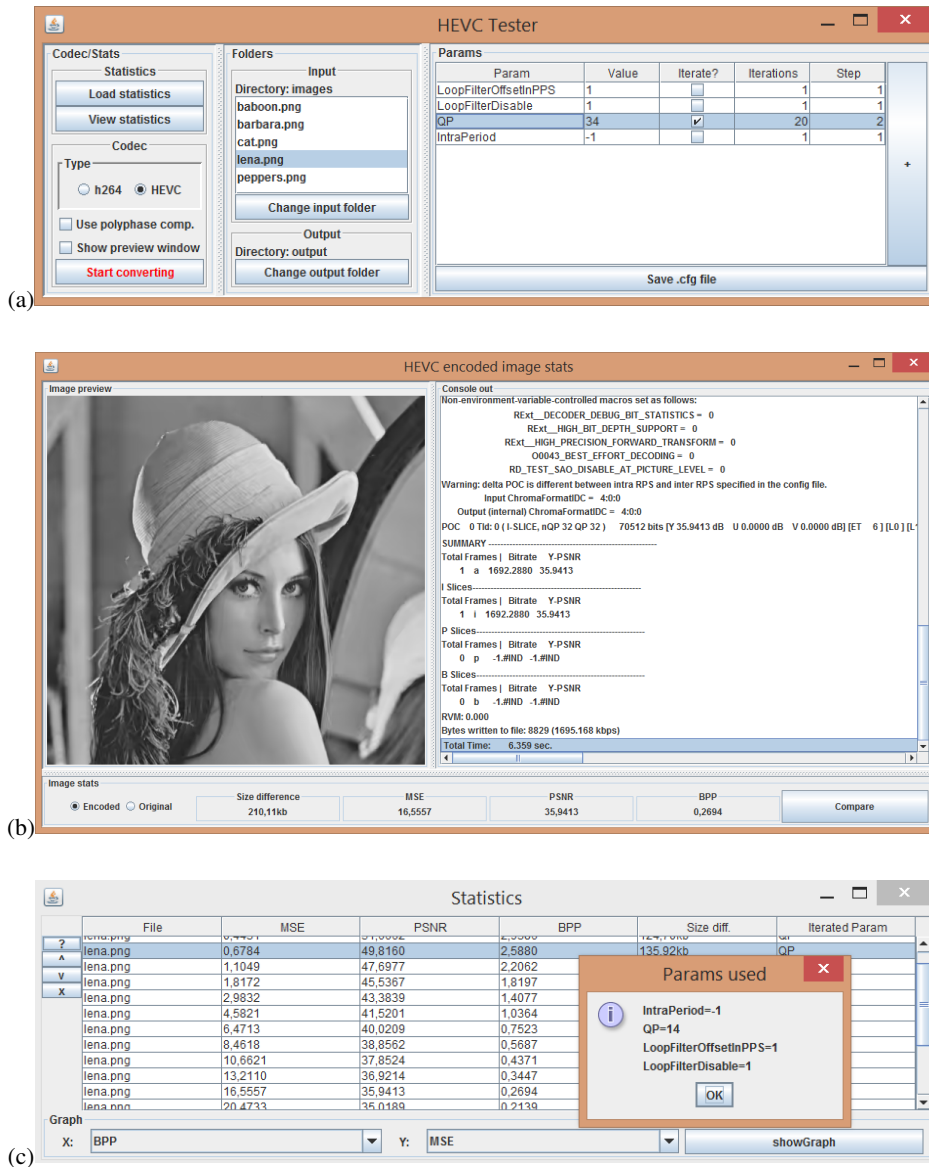 HEVC Tester
Codec/Stats
Statistics
Load statistics
View statistics
Codec
Type
h264 HEVC
Use polyphase comp.
Show preview window
Start converting
Folders
Input
Directory: images
baboon.png
barbara.png
cat.png
lena.png
peppers.png
Change input folder
Output
Directory: output
Change output folder
Params
Param Value Iterate? Iterations Step
LoopFilterOffsetInPPS 1 1 1
LoopFilterDisable 1 1 1
QP 34 20 2
IntraPeriod -1 1 1
+
Save .cfg file
(a)
HEVC encoded image stats
Image preview
Console out
Non-environment-variable-controlled macros set as follows:
RExt__DECODER_DEBUG_BIT_STATISTICS = 0
RExt__HIGH_BIT_DEPTH_SUPPORT = 0
RExt__HIGH_PRECISION_FORWARD_TRANSFORM = 0
O0043_BEST_EFFORT_DECODING = 0
RD_TEST_SAO_DISABLE_AT_PICTURE_LEVEL = 0
Warning: delta POC is different between intra RPS and inter RPS specified in the config file.
Input ChromaFormatIDC = 4:0:0
Output (internal) ChromaFormatIDC = 4:0:0
POC 0 TId: 0 ( I-SLICE, nQP 32 QP 32 ) 70512 bits [Y 35.9413 dB U 0.0000 dB V 0.0000 dB] [ET 6 ] [L0 ] [L1
SUMMARY --------------------------------------------------------
Total Frames | Bitrate Y-PSNR
1 a 1692.2880 35.9413
I Slices--------------------------------------------------------
Total Frames | Bitrate Y-PSNR
1 i 1692.2880 35.9413
P Slices--------------------------------------------------------
Total Frames | Bitrate Y-PSNR
0 p -1.#IND -1.#IND
B Slices--------------------------------------------------------
Total Frames | Bitrate Y-PSNR
0 b -1.#IND -1.#IND
RVM: 0.000
Bytes written to file: 8829 (1695.168 kbps)
Total Time: 6.359 sec.
Image stats
Encoded Original
Size difference
210,11kb
MSE
16,5557
PSNR
35,9413
BPP
0,2694
Compare
(b)
Statistics
File MSE PSNR BPP Size diff. Iterated Param
?
^
v
x
lena.png 0,6784 49,8160 2,5880 135,92kb QP
lena.png 1,1049 47,6977 2,2062
lena.png 1,8172 45,5367 1,8197
lena.png 2,9832 43,3839 1,4077
lena.png 4,5821 41,5201 1,0364
lena.png 6,4713 40,0209 0,7523
lena.png 8,4618 38,8562 0,5687
lena.png 10,6621 37,8524 0,4371
lena.png 13,2110 36,9214 0,3447
lena.png 16,5557 35,9413 0,2694
lena.png 20,4733 35,0189 0,2139
Params used
IntraPeriod=-1
QP=14
LoopFilterOffsetInPPS=1
LoopFilterDisable=1
OK
Graph
X: BPP Y: MSE showGraph
(c)